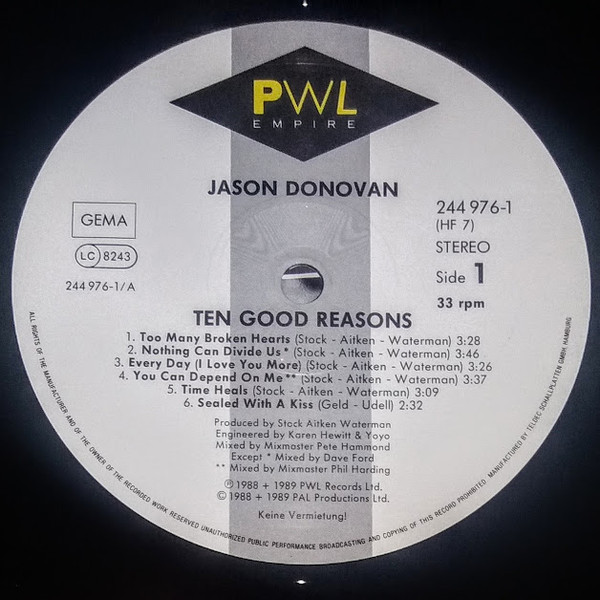 PWL
EMPIRE
JASON DONOVAN
GEMA
LC 8243
244 976-1/A
244 976-1
(HF 7)
STEREO
Side 1
33 rpm
TEN GOOD REASONS
1. Too Many Broken Hearts (Stock - Aitken - Waterman) 3:28
2. Nothing Can Divide Us* (Stock - Aitken - Waterman) 3:46
3. Every Day (I Love You More) (Stock - Aitken - Waterman) 3:26
4. You Can Depend On Me** (Stock - Aitken - Waterman) 3:37
5. Time Heals (Stock - Aitken - Waterman) 3:09
6. Sealed With A Kiss (Geld - Udell) 2:32
Produced by Stock Aitken Waterman
Engineered by Karen Hewitt & Yoyo
Mixed by Mixmaster Pete Hammond
Except * Mixed by Dave Ford
** Mixed by Mixmaster Phil Harding
℗ 1988 + 1989 PWL Records Ltd.
© 1988 + 1989 PAL Productions Ltd.
Keine Vermietung!
ALL RIGHTS OF THE MANUFACTURER AND OF THE OWNER OF THE RECORDED WORK RESERVED UNAUTHORIZED PUBLIC PERFORMANCE BROADCASTING AND COPYING OF THIS RECORD PROHIBITED. MANUFACTURED BY TELDEC SCHALLPLATTEN GMBH, HAMBURG